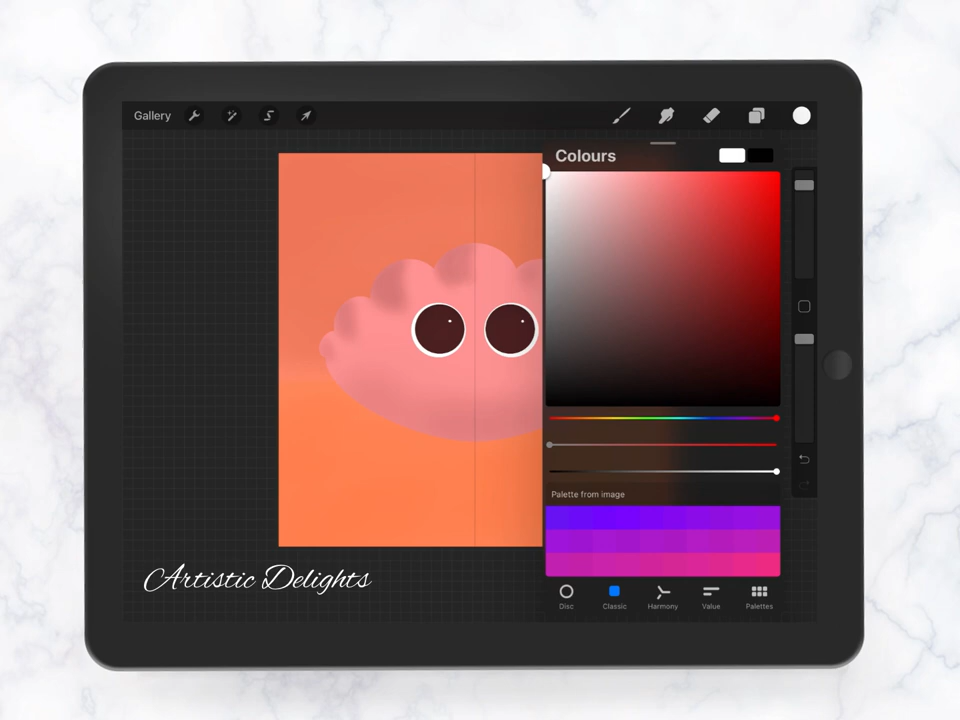 Gallery
Colours
Palette from image
Disc
Classic
Harmony
Value
Palettes
Artistic Delights